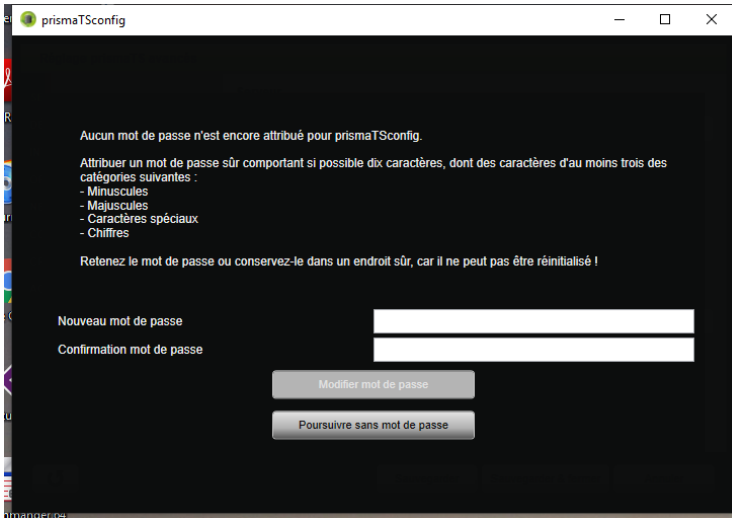 prismaTSconfig
Aucun mot de passe n'est encore attribué pour prismaTSconfig.
Attribuer un mot de passe sûr comportant si possible dix caractères, dont des caractères d'au moins trois des
catégories suivantes :
- Minuscules
- Majuscules
- Caractères spéciaux
- Chiffres
Retenez le mot de passe ou conservez-le dans un endroit sûr, car il ne peut pas être réinitialisé !
Nouveau mot de passe
Confirmation mot de passe
Modifier mot de passe
Poursuivre sans mot de passe